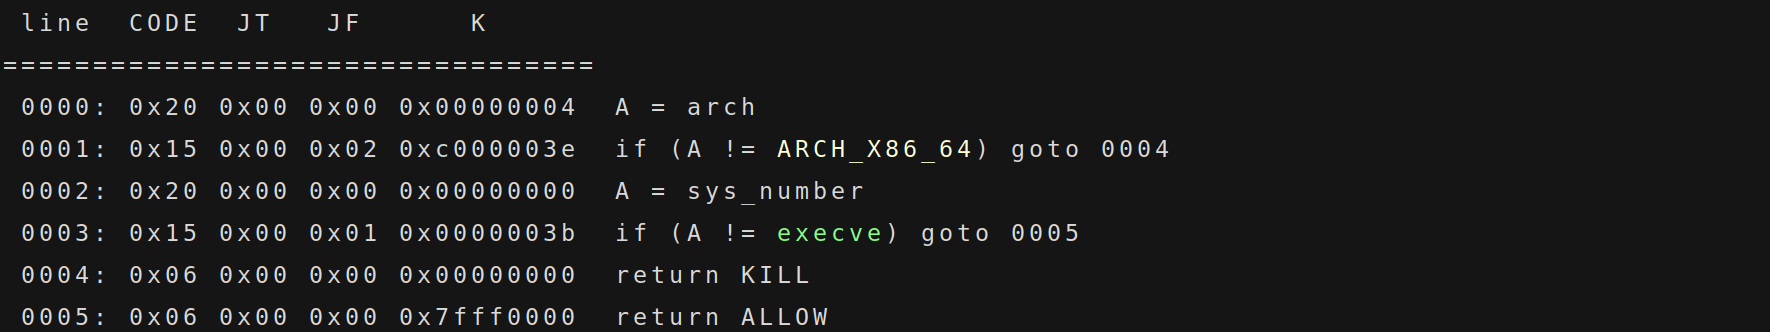 line  CODE  JT   JF      K
=================================
0000: 0x20 0x00 0x00 0x00000004  A = arch
0001: 0x15 0x00 0x02 0xc000003e  if (A != ARCH_X86_64) goto 0004
0002: 0x20 0x00 0x00 0x00000000  A = sys_number
0003: 0x15 0x00 0x01 0x0000003b  if (A != execve) goto 0005
0004: 0x06 0x00 0x00 0x00000000  return KILL
0005: 0x06 0x00 0x00 0x7fff0000  return ALLOW